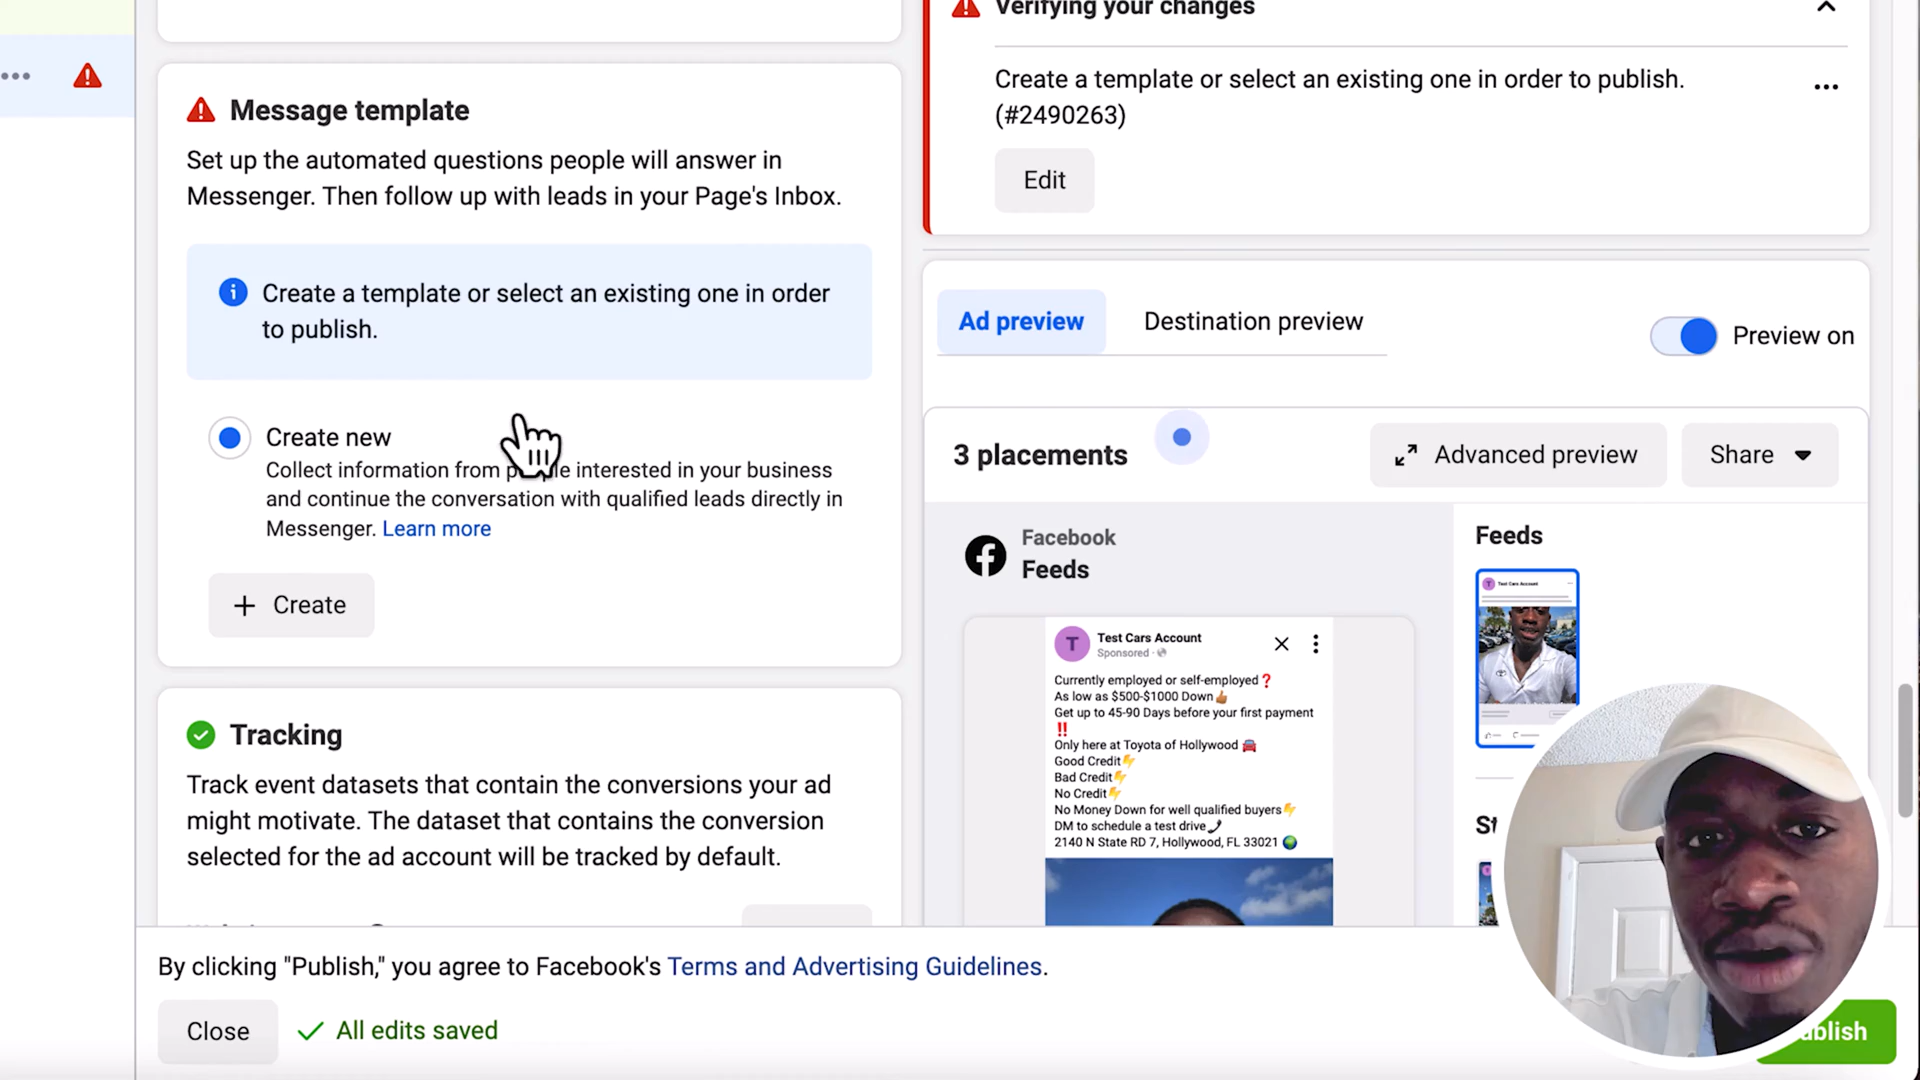 Verifying your changes
Create a template or select an existing one in order to publish.
(#2490263)
Edit
Message template
Set up the automated questions people will answer in
Messenger. Then follow up with leads in your Page's Inbox.
Create a template or select an existing one in order
to publish.
Create new
Collect information from people interested in your business
and continue the conversation with qualified leads directly in
Messenger. Learn more
+ Create
Tracking
Track event datasets that contain the conversions your ad
might motivate. The dataset that contains the conversion
selected for the ad account will be tracked by default.
Ad preview
Destination preview
Preview on
3 placements
Advanced preview
Share
Facebook
Feeds
T
Test Cars Account
Sponsored ·
Currently employed or self-employed❓
As low as $500-$1000 Down👍🏾
Get up to 45-90 Days before your first payment
‼️
Only here at Toyota of Hollywood 🚘
Good Credit⚡
Bad Credit⚡
No Credit⚡
No Money Down for well qualified buyers⚡
DM to schedule a test drive📞
2140 N State RD 7, Hollywood, FL 33021 🌎
Feeds
Test Cars Account
By clicking "Publish," you agree to Facebook's Terms and Advertising Guidelines.
Close
All edits saved